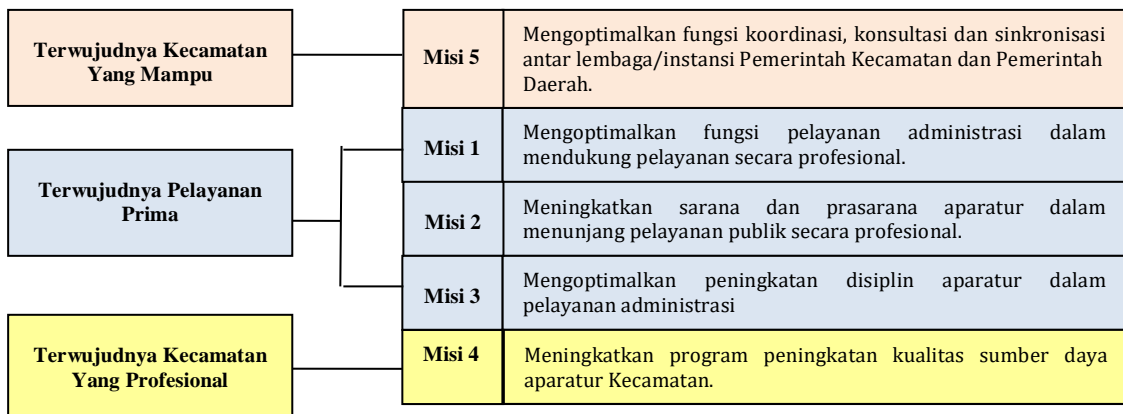 Terwujudnya Kecamatan
Yang Mampu
Misi 5
Mengoptimalkan fungsi koordinasi, konsultasi dan sinkronisasi
antar lembaga/instansi Pemerintah Kecamatan dan Pemerintah
Daerah.
Terwujudnya Pelayanan
Prima
Misi 1
Mengoptimalkan fungsi pelayanan administrasi dalam
mendukung pelayanan secara profesional.
Misi 2
Meningkatkan sarana dan prasarana aparatur dalam
menunjang pelayanan publik secara profesional.
Misi 3
Mengoptimalkan peningkatan disiplin aparatur dalam
pelayanan administrasi
Terwujudnya Kecamatan
Yang Profesional
Misi 4
Meningkatkan program peningkatan kualitas sumber daya
aparatur Kecamatan.